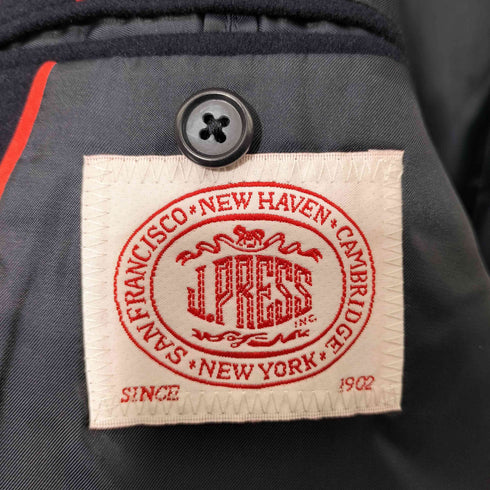 SAN FRANCISCO * NEW HAVEN * CAMBRIDGE * NEW YORK *
J. PRESS
INC.
SINCE 1902